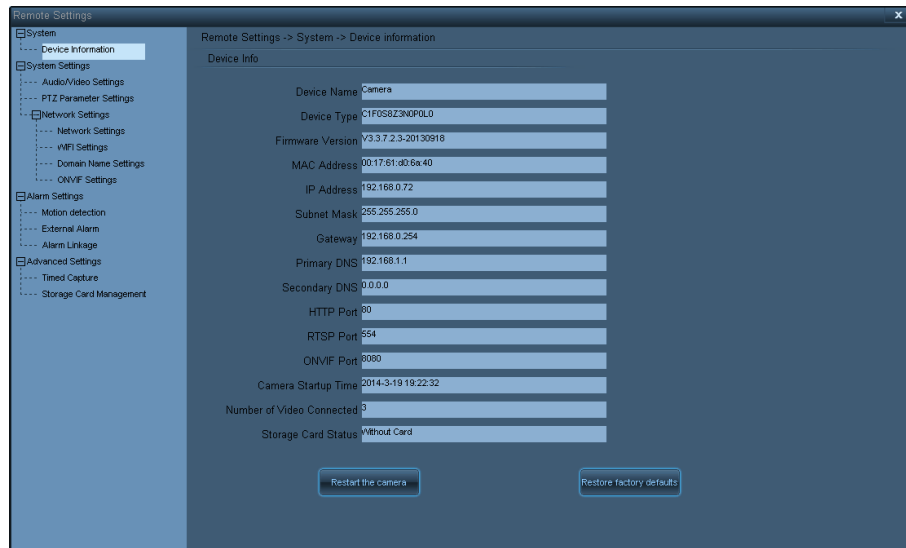 Remote Settings
X
System
Device Information
System Settings
Audio/Video Settings
PTZ Parameter Settings
Network Settings
Network Settings
WIFI Settings
Domain Name Settings
ONVIF Settings
Alarm Settings
Motion detection
External Alarm
Alarm Linkage
Advanced Settings
Timed Capture
Storage Card Management
Remote Settings -> System -> Device information
Device Info
Device Name Camera
Device Type C1F0S8Z3N0P0L0
Firmware Version V3.3.7.2.3-20130918
MAC Address 00:17:61:d0:6a:40
IP Address 192.168.0.72
Subnet Mask 255.255.255.0
Gateway 192.168.0.254
Primary DNS 192.168.1.1
Secondary DNS 0.0.0.0
HTTP Port 80
RTSP Port 554
ONVIF Port 8080
Camera Startup Time 2014-3-19 19:22:32
Number of Video Connected 3
Storage Card Status Without Card
Restart the camera Restore factory defaults